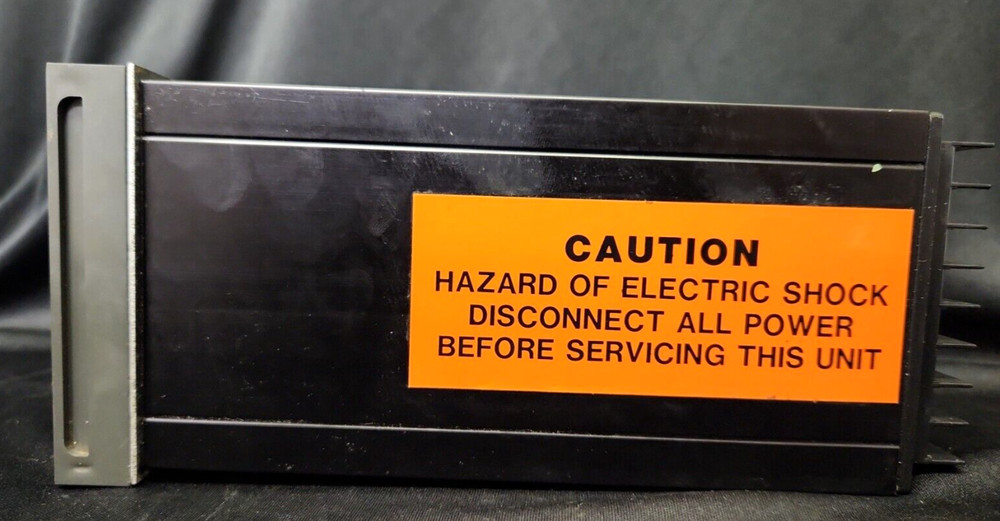 CAUTION
HAZARD OF ELECTRIC SHOCK
DISCONNECT ALL POWER
BEFORE SERVICING THIS UNIT